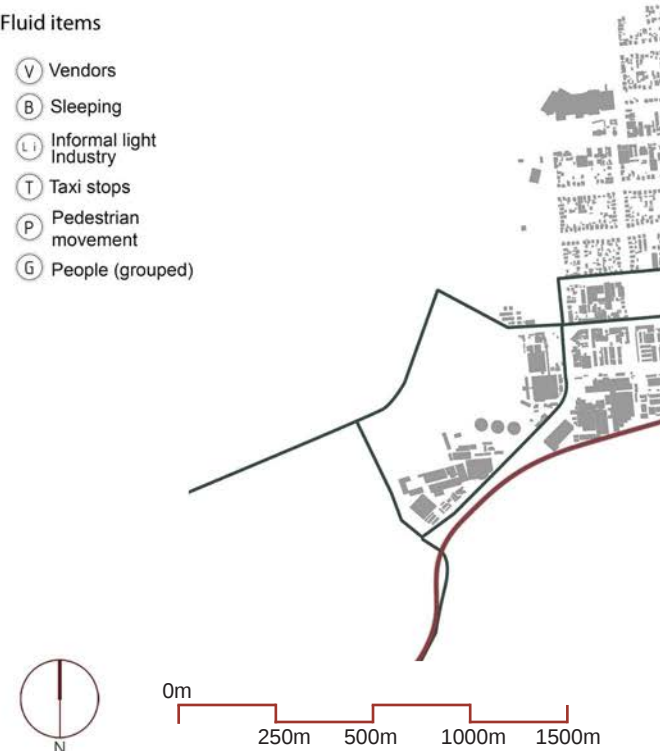 Fluid items
V Vendors
B Sleeping
Li Informal light
Industry
T Taxi stops
P Pedestrian
movement
G People (grouped)
N
0m
250m 500m 1000m 1500m